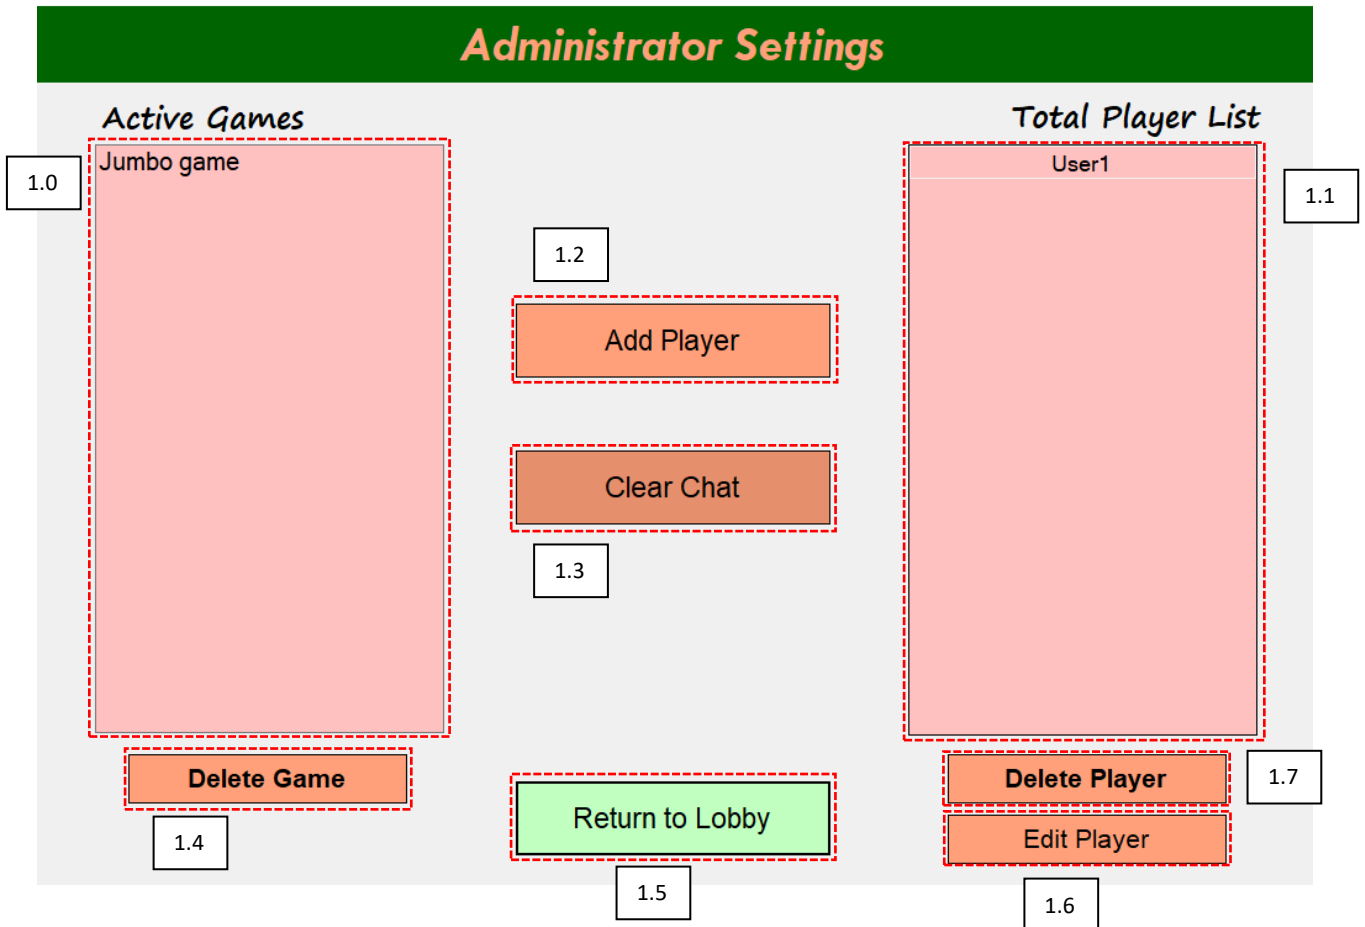 Administrator Settings
Active Games
Total Player List
1.0
Jumbo game
User1
1.1
1.2
Add Player
Clear Chat
1.3
Delete Game
1.4
Return to Lobby
1.5
Delete Player
1.7
Edit Player
1.6